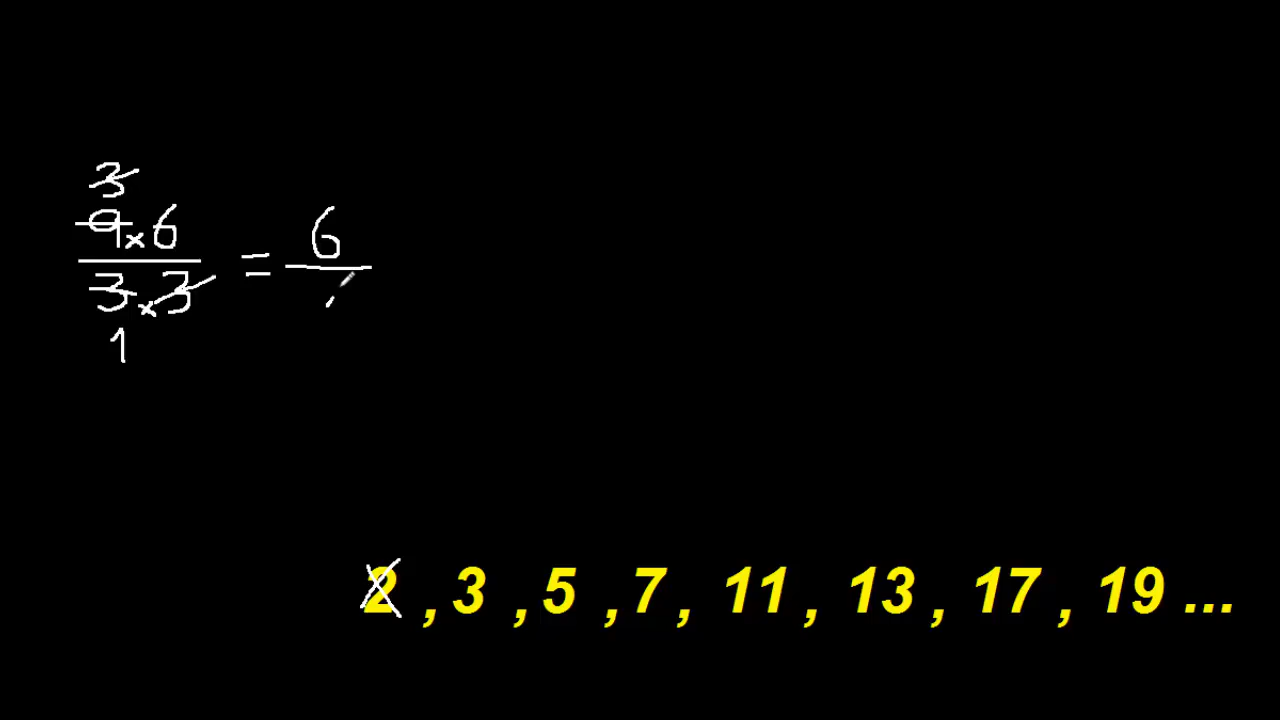 3
9 x 6 = 6
3 x 3
1
2 , 3 , 5 , 7 , 11 , 13 , 17 , 19 ...